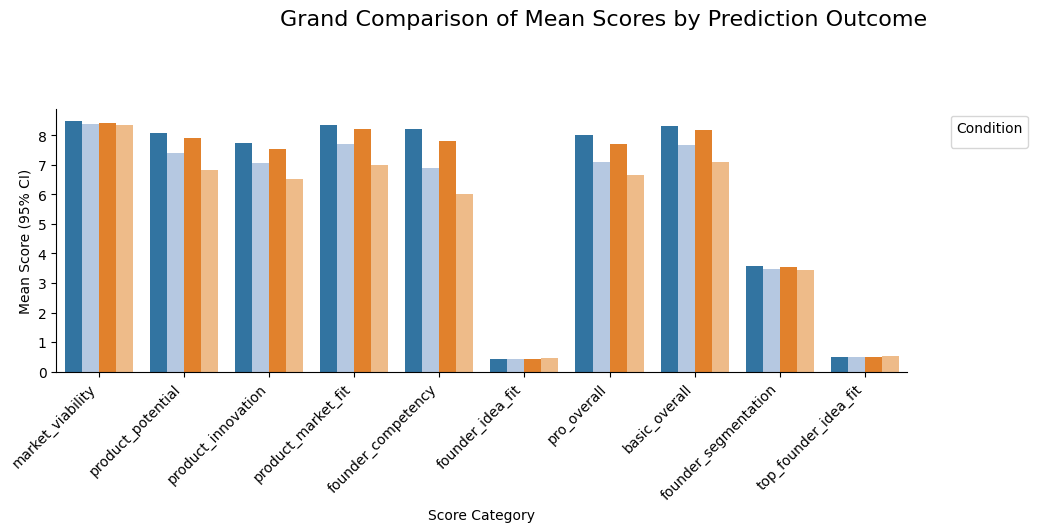 Grand Comparison of Mean Scores by Prediction Outcome
Condition
Mean Score (95% CI)
8
7
6
5
4
3
2
1
0
market_viability
product_potential
product_innovation
product_market_fit
founder_competency
founder_idea_fit
pro_overall
basic_overall
founder_segmentation
top_founder_idea_fit
Score Category